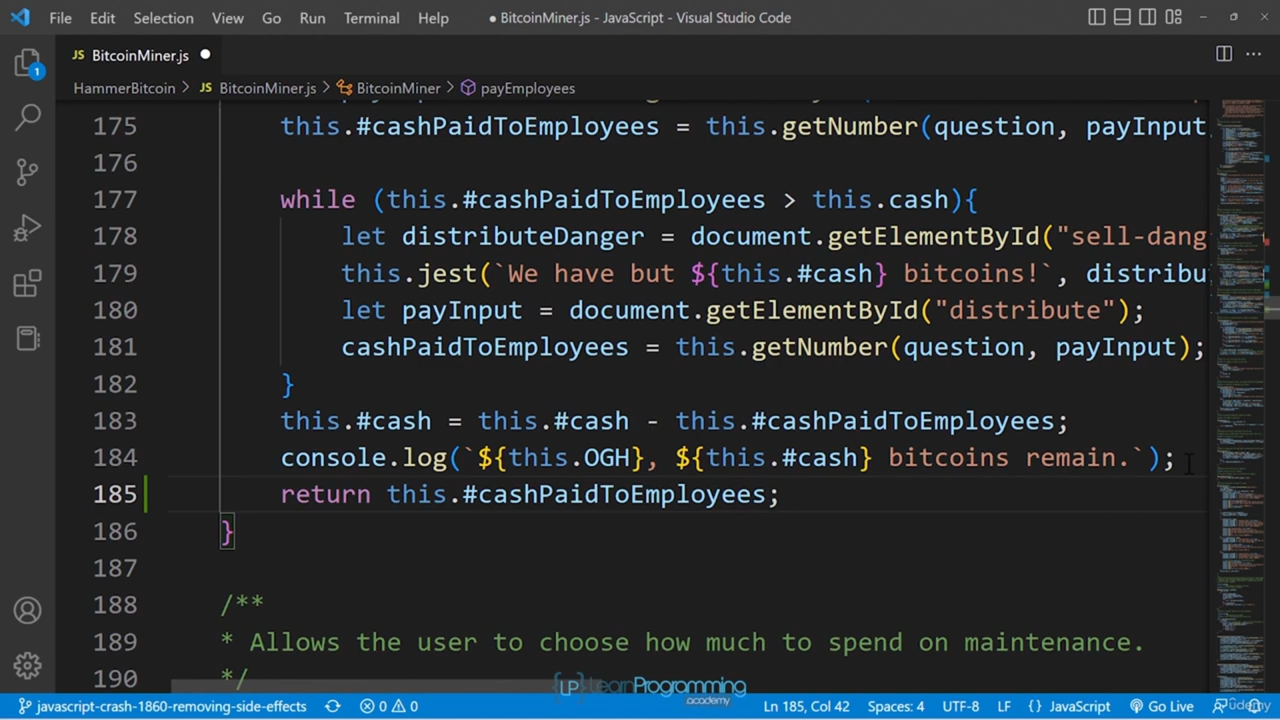 File Edit Selection View Go Run Terminal Help ● BitcoinMiner.js - JavaScript - Visual Studio Code
JS BitcoinMiner.js ●
HammerBitcoin > JS BitcoinMiner.js > BitcoinMiner > payEmployees
175 this.#cashPaidToEmployees = this.getNumber(question, payInput
176
177 while (this.#cashPaidToEmployees > this.cash){
178 let distributeDanger = document.getElementById("sell-dang
179 this.jest(`We have but ${this.#cash} bitcoins!`, distribu
180 let payInput = document.getElementById("distribute");
181 cashPaidToEmployees = this.getNumber(question, payInput);
182 }
183 this.#cash = this.#cash - this.#cashPaidToEmployees;
184 console.log(`${this.OGH}, ${this.#cash} bitcoins remain.`);
185 return this.#cashPaidToEmployees;
186 }
187
188 /**
189 * Allows the user to choose how much to spend on maintenance.
190 */
LP LearnProgramming academy
javascript-crash-1860-removing-side-effects 0 0 Ln 185, Col 42 Spaces: 4 UTF-8 LF {} JavaScript Go Live
Udemy
1